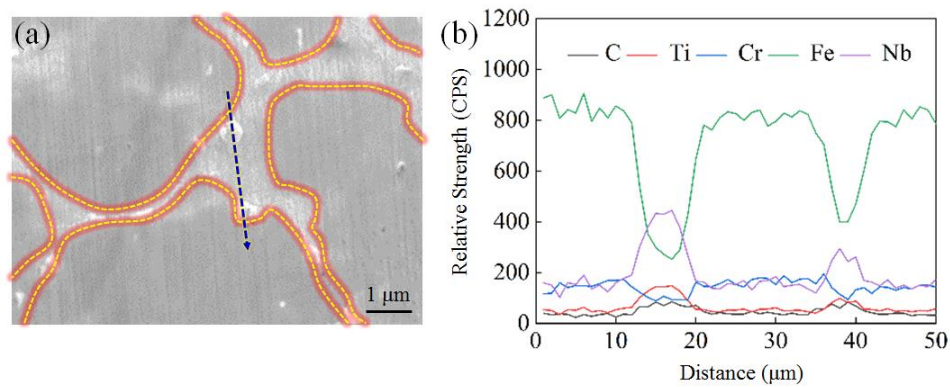 (a)
1 μm
(b)
C Ti Cr Fe Nb
Relative Strength (CPS)
1200
1000
800
600
400
200
0
0 10 20 30 40 50
Distance (μm)